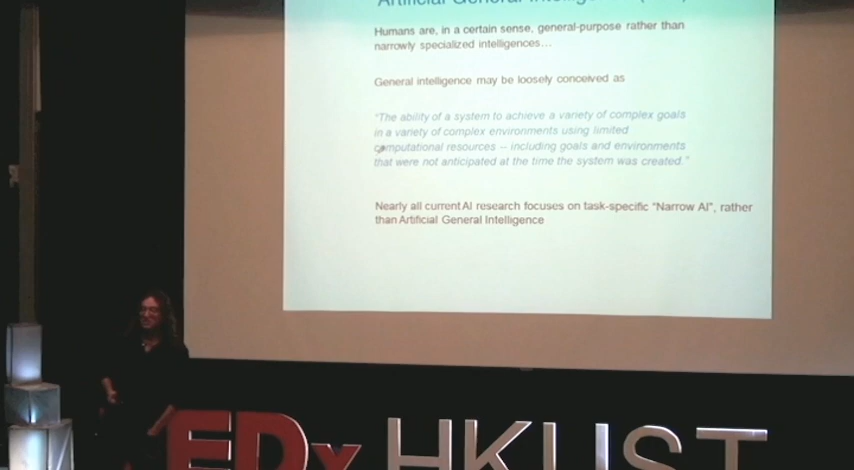 Artificial General Intelligence
Humans are, in a certain sense, general-purpose rather than
narrowly specialized intelligences…
General intelligence may be loosely conceived as
"The ability of a system to achieve a variety of complex goals
in a variety of complex environments using limited
computational resources -- including goals and environments
that were not anticipated at the time the system was created."
Nearly all current AI research focuses on task-specific "Narrow AI", rather
than Artificial General Intelligence
EDx HKUST